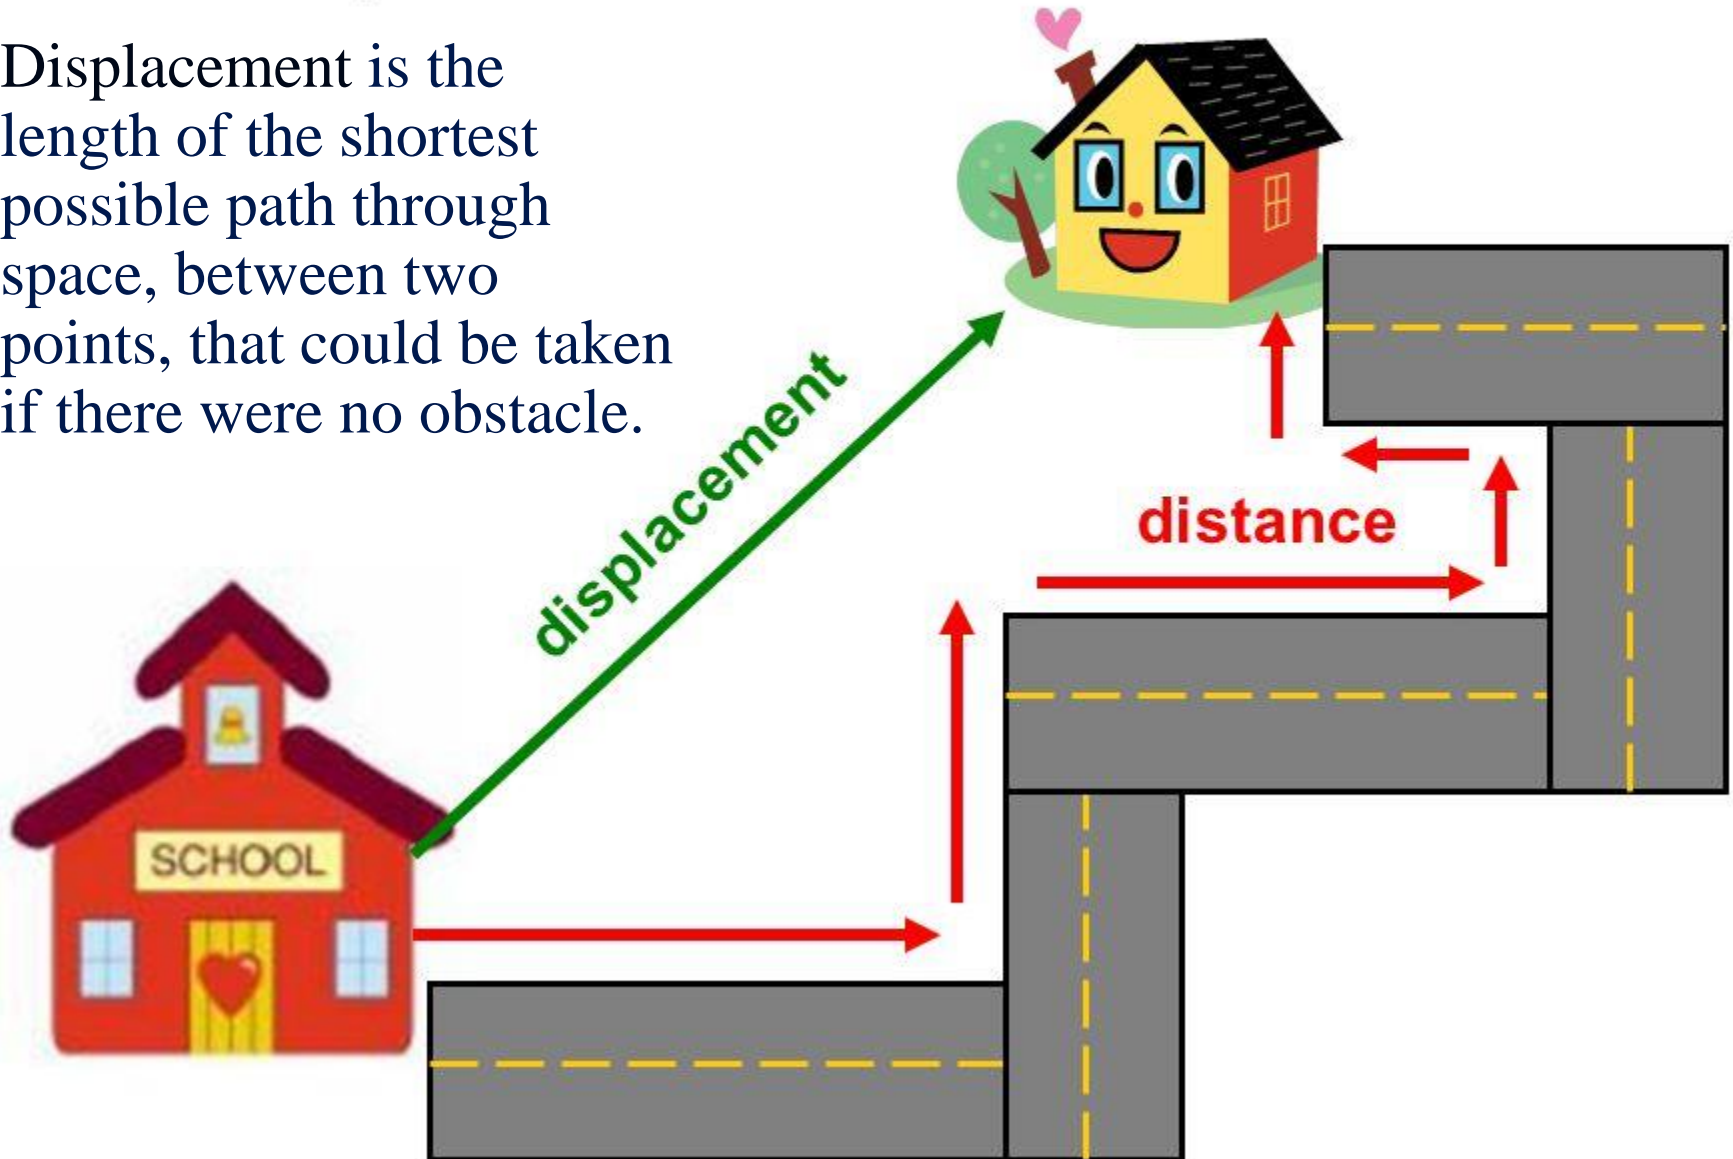 Displacement is the
length of the shortest
possible path through
space, between two
points, that could be taken
if there were no obstacle.
displacement
distance
SCHOOL